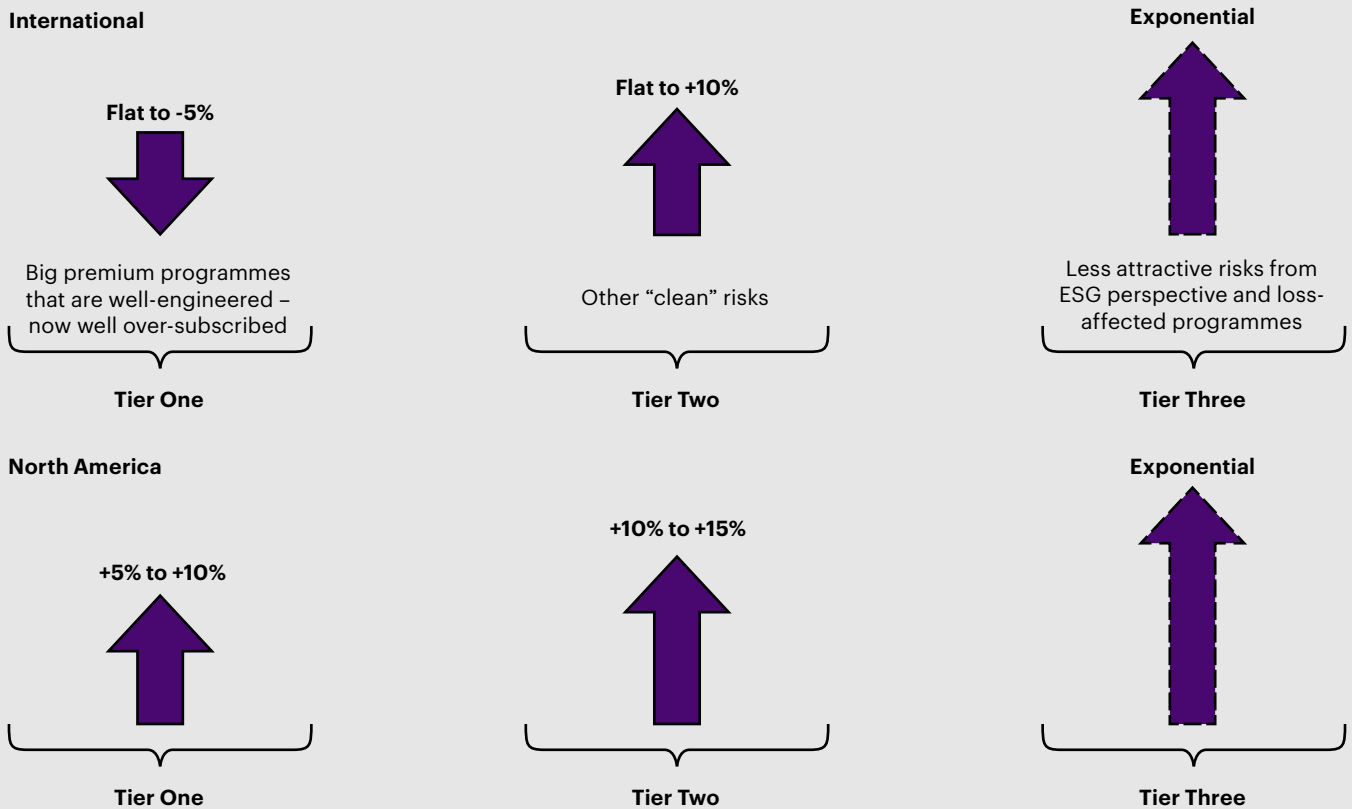 International
Exponential
Flat to +10%
Flat to -5%
Big premium programmes
that are well-engineered –
now well over-subscribed
Other “clean” risks
Less attractive risks from
ESG perspective and loss-
affected programmes
Tier One
Tier Two
Tier Three
North America
Exponential
+10% to +15%
+5% to +10%
Tier One
Tier Two
Tier Three